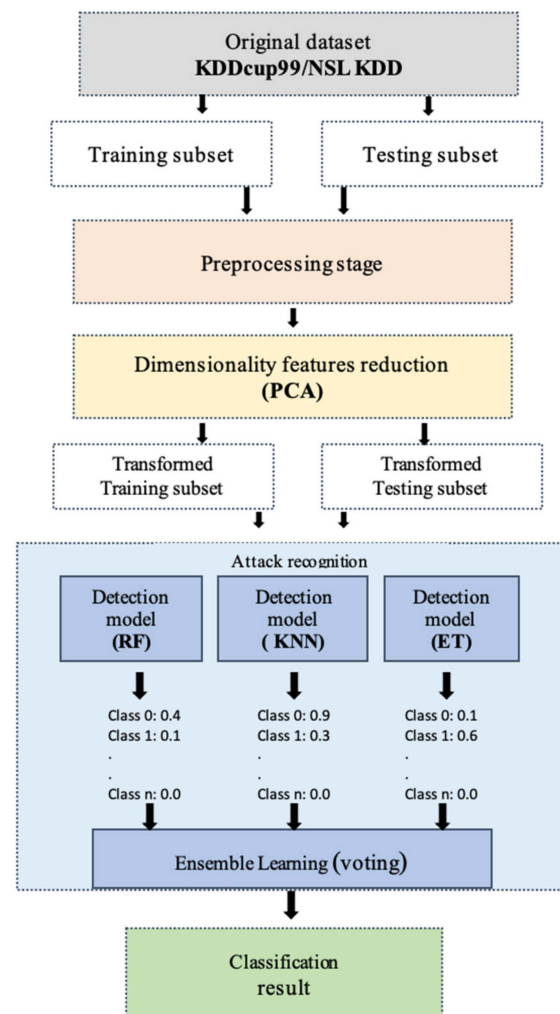 Original dataset
KDDcup99/NSL KDD
Training subset
Testing subset
Preprocessing stage
Dimensionality features reduction
(PCA)
Transformed
Training subset
Transformed
Testing subset
Attack recognition
Detection
model
(RF)
Detection
model
( KNN)
Detection
model
(ET)
Class 0: 0.4
Class 1: 0.1
.
.
Class n: 0.0
Class 0: 0.9
Class 1: 0.3
.
.
Class n: 0.0
Class 0: 0.1
Class 1: 0.6
.
.
Class n: 0.0
Ensemble Learning (voting)
Classification
result